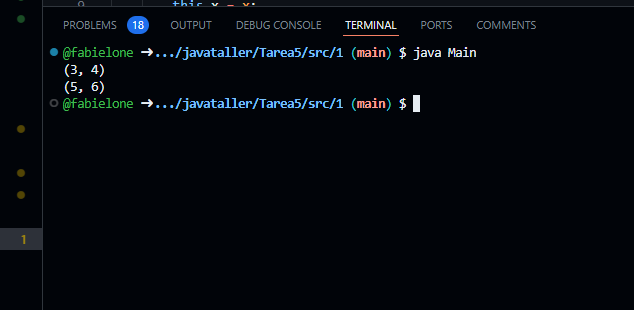 9 this.x = x;
PROBLEMS 18 OUTPUT DEBUG CONSOLE TERMINAL PORTS COMMENTS
@fabielone ➜.../javataller/Tarea5/src/1 (main) $ java Main
(3, 4)
(5, 6)
@fabielone ➜.../javataller/Tarea5/src/1 (main) $
1